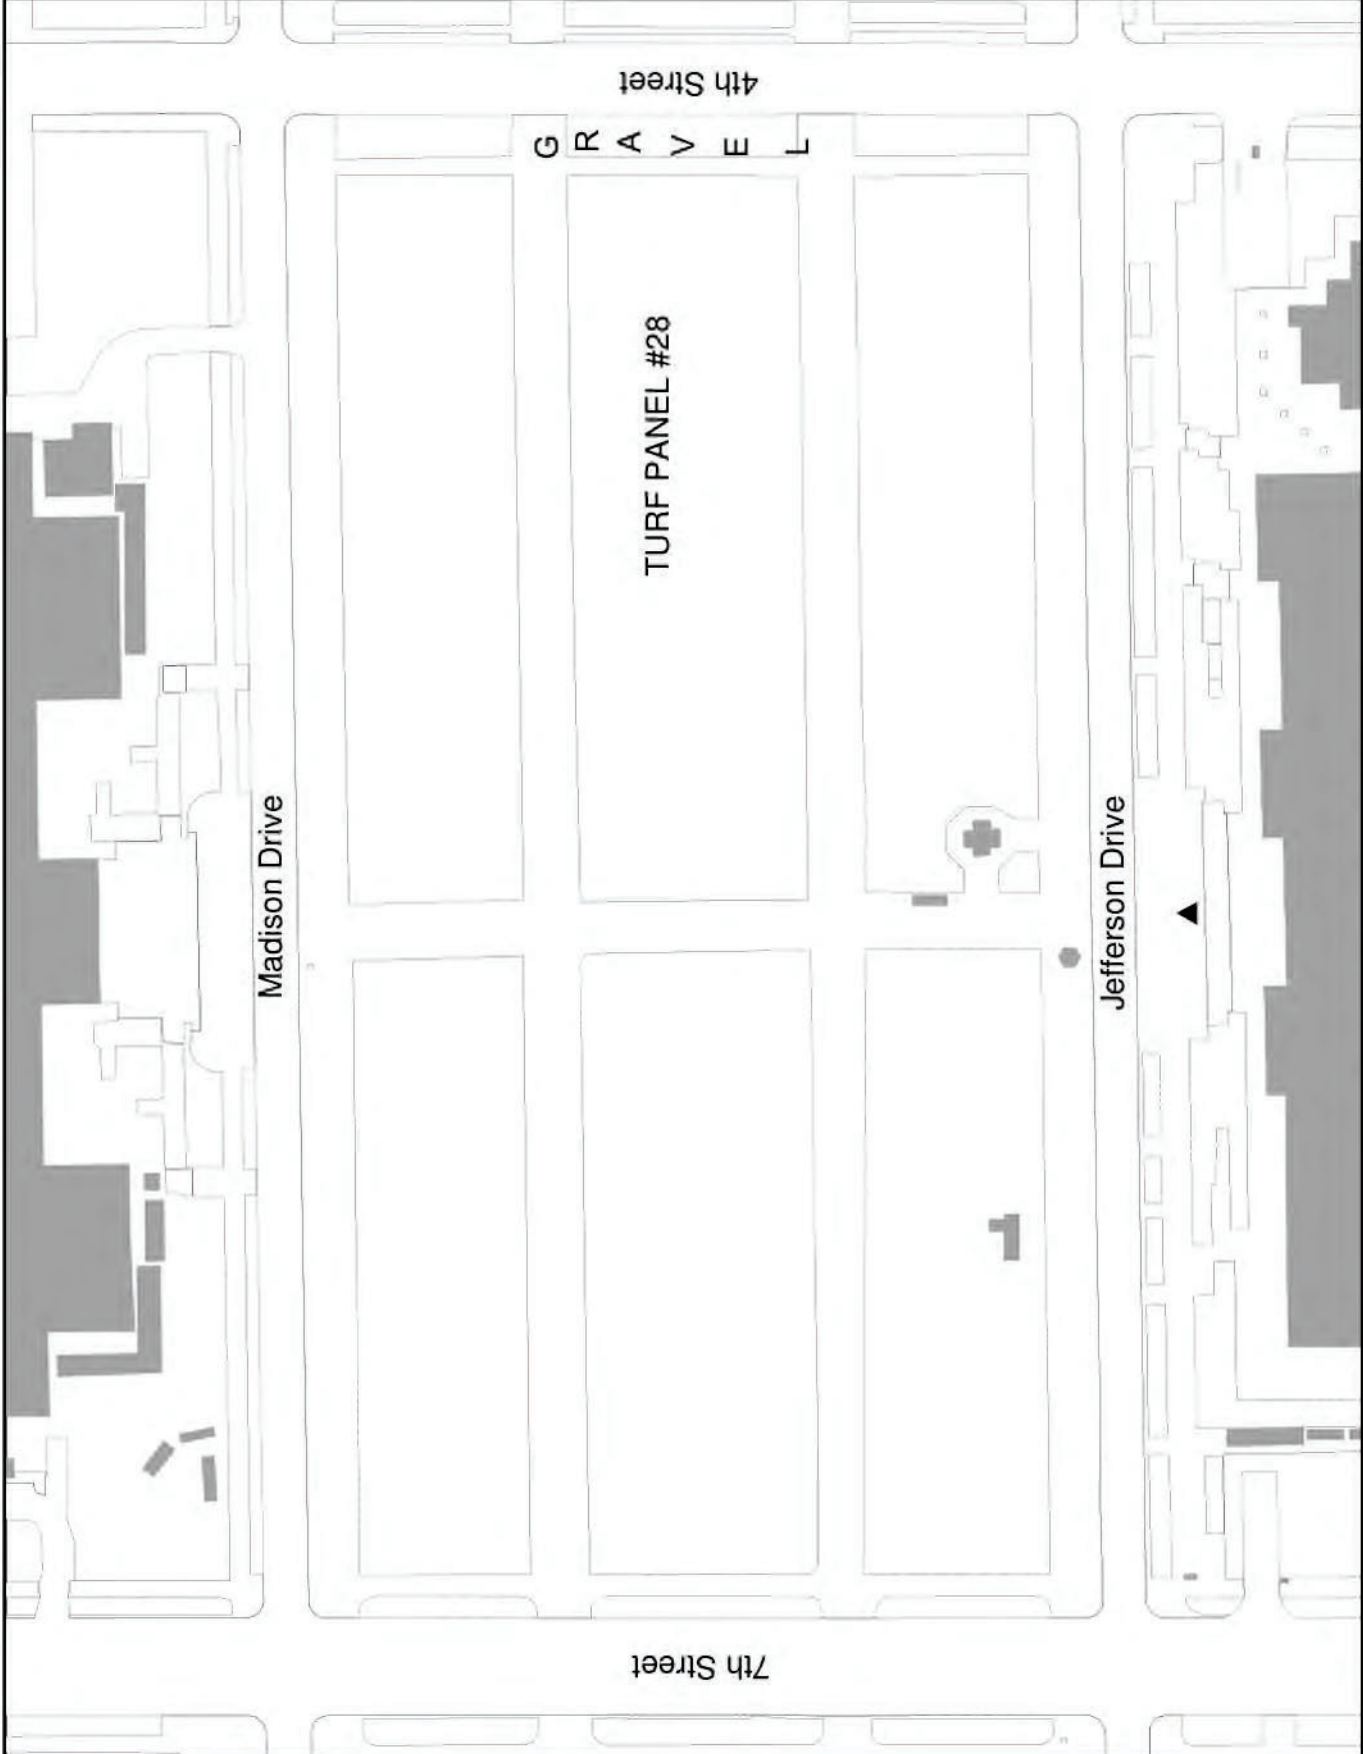 4th Street
GRAVEL
TURF PANEL #28
Madison Drive
Jefferson Drive
7th Street